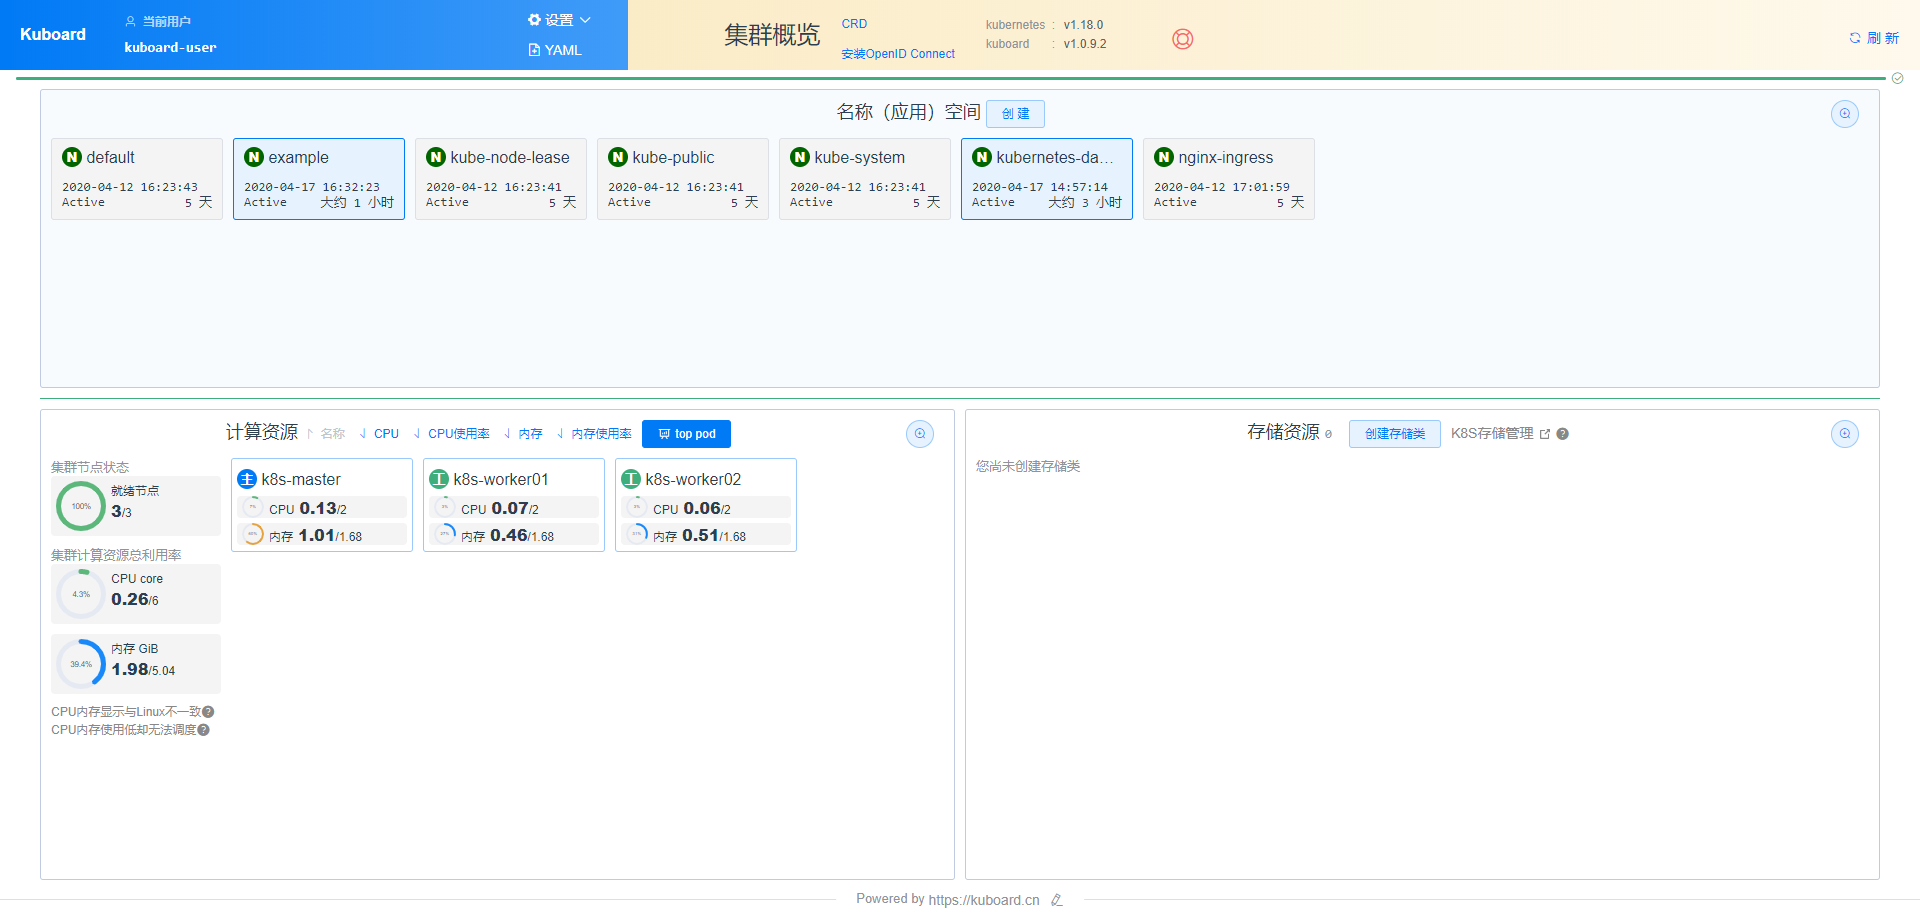 Kuboard
当前用户
kuboard-user
设置
YAML
集群概览
CRD
安装OpenID Connect
kubernetes : v1.18.0
kuboard : v1.0.9.2
刷 新
名称（应用）空间 创 建
N default
2020-04-12 16:23:43
Active 5 天
N example
2020-04-17 16:32:23
Active 大约 1 小时
N kube-node-lease
2020-04-12 16:23:41
Active 5 天
N kube-public
2020-04-12 16:23:41
Active 5 天
N kube-system
2020-04-12 16:23:41
Active 5 天
N kubernetes-da...
2020-04-17 14:57:14
Active 大约 3 小时
N nginx-ingress
2020-04-12 17:01:59
Active 5 天
计算资源 名称 CPU CPU使用率 内存 内存使用率 top pod
集群节点状态
100% 就绪节点
3/3
集群计算资源总利用率
4.3% CPU core
0.26/6
39.4% 内存 GiB
1.98/5.04
CPU内存显示与Linux不一致?
CPU内存使用低却无法调度?
主 k8s-master
CPU 0.13/2
内存 1.01/1.68
工 k8s-worker01
CPU 0.07/2
内存 0.46/1.68
工 k8s-worker02
CPU 0.06/2
内存 0.51/1.68
存储资源 0 创建存储类 K8S存储管理 ?
您尚未创建存储类
Powered by https://kuboard.cn